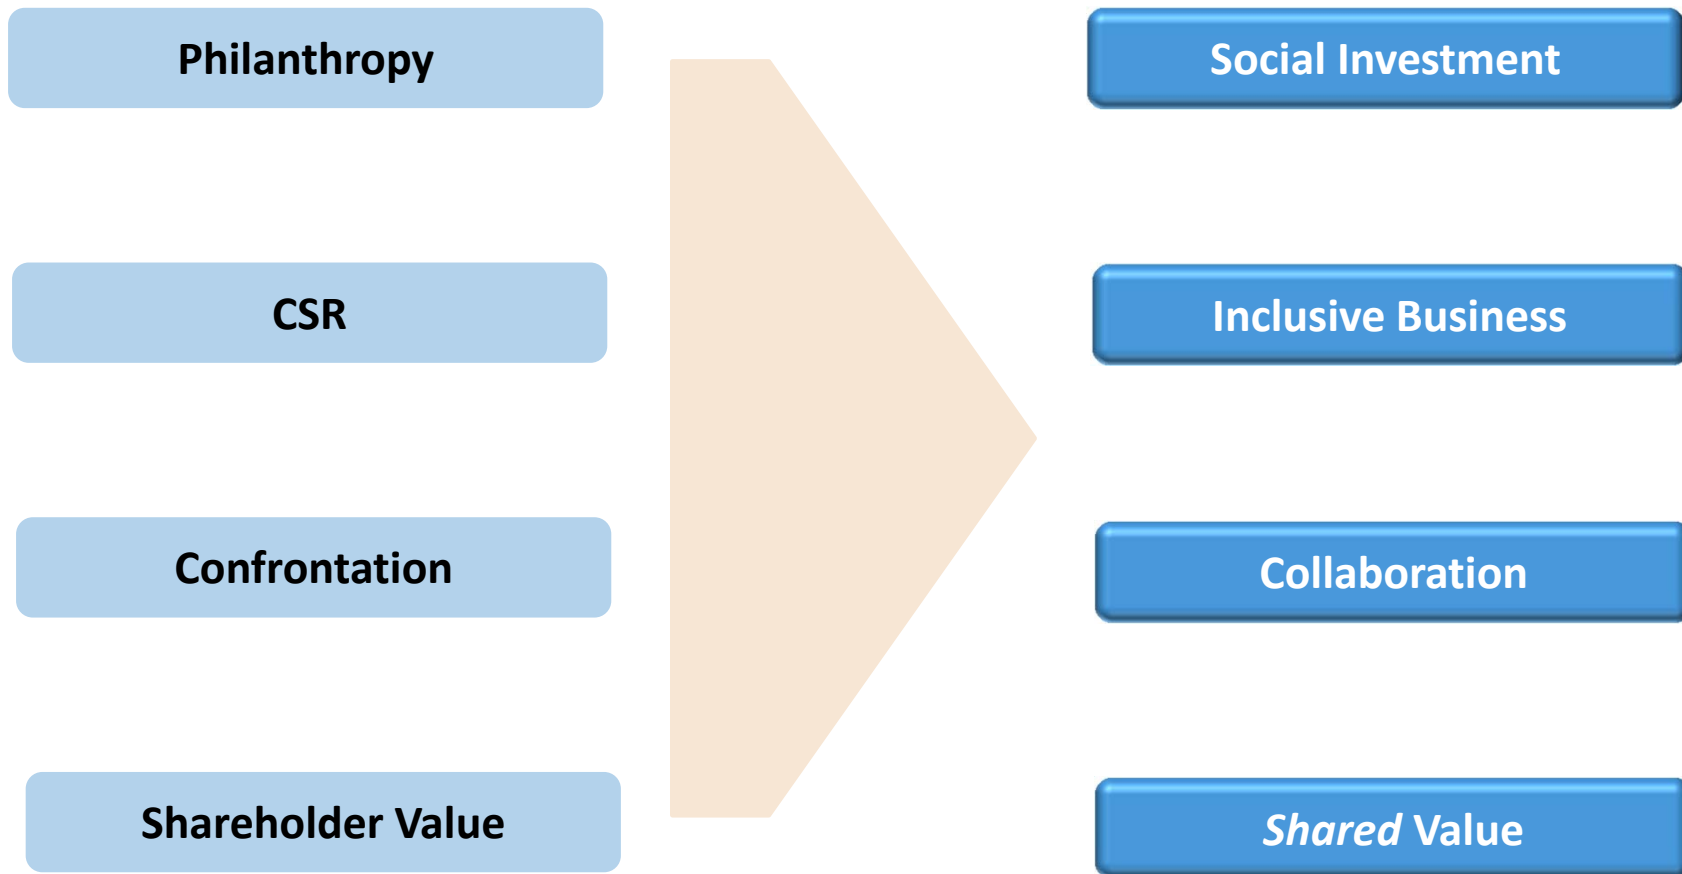 Philanthropy
Social Investment
CSR
Inclusive Business
Confrontation
Collaboration
Shareholder Value
Shared Value